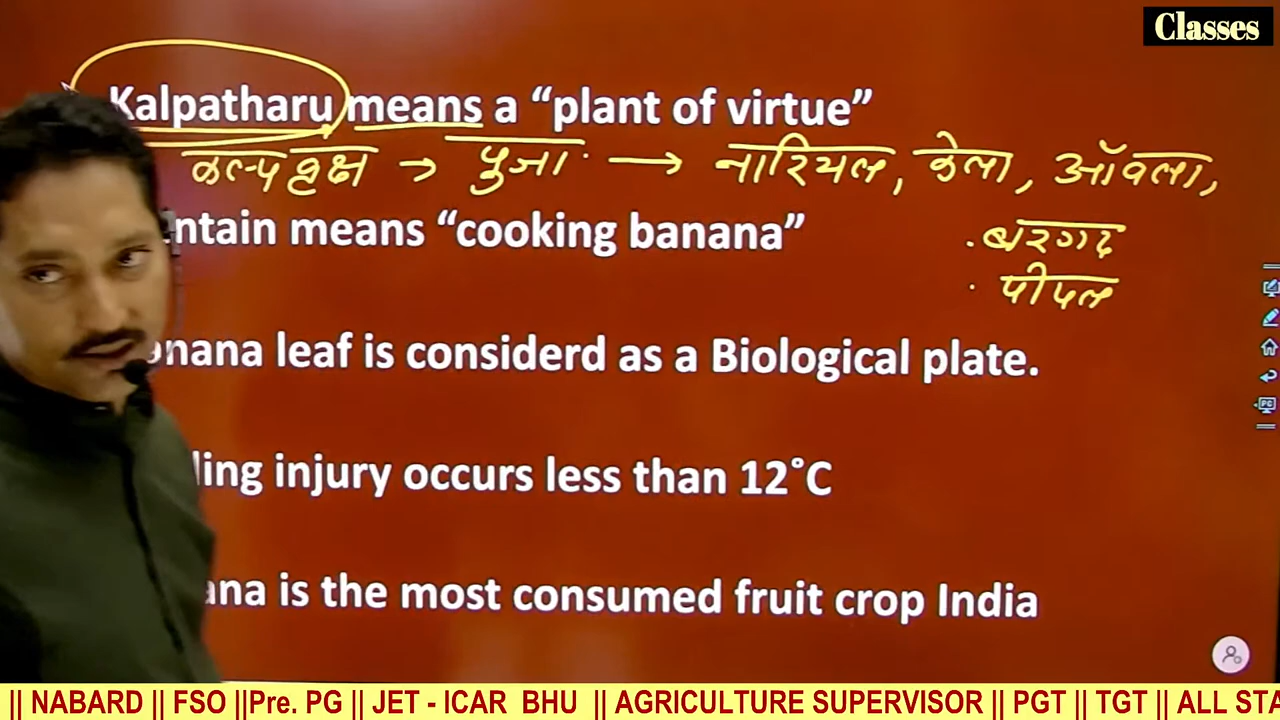 Classes
Kalpatharu means a “plant of virtue”
कल्पवृक्ष → पुजा → नारियल, केला, ऑवला,
ntain means “cooking banana”
. बरगद
. पीपल
nana leaf is considerd as a Biological plate.
ling injury occurs less than 12°C
ana is the most consumed fruit crop India
|| NABARD || FSO ||Pre. PG || JET - ICAR BHU || AGRICULTURE SUPERVISOR || PGT || TGT || ALL STA